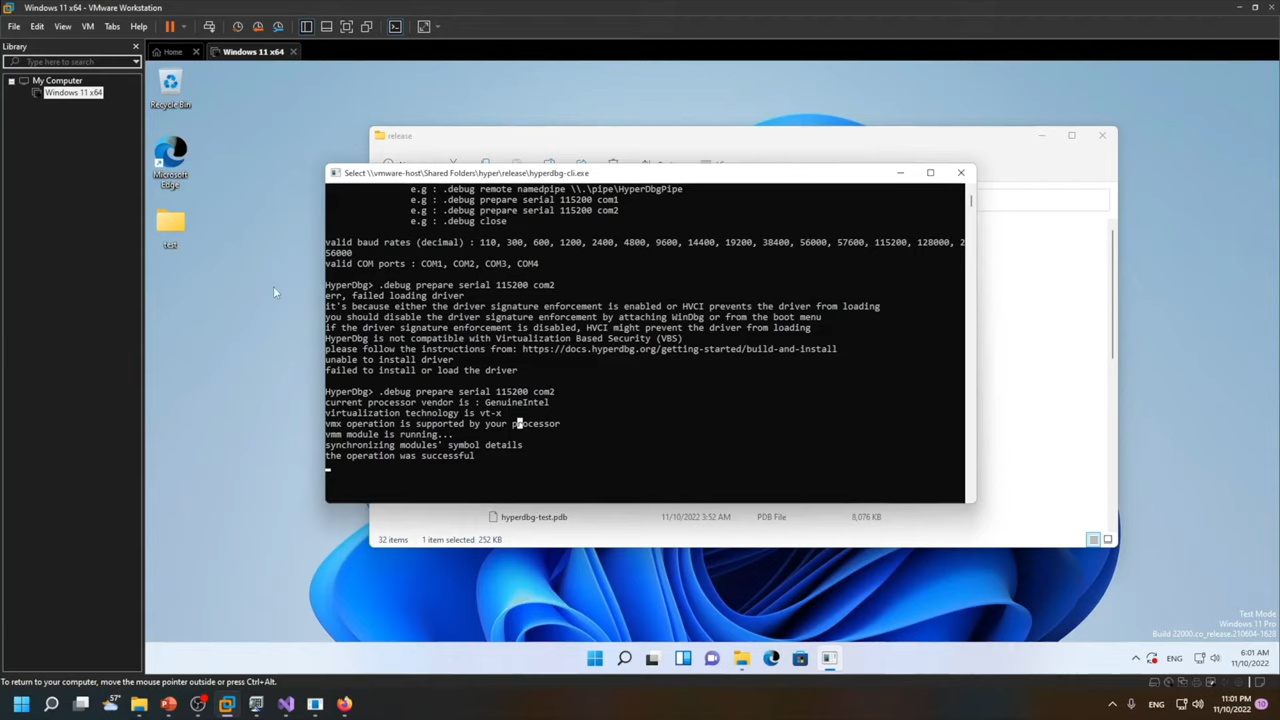 Windows 11 x64 - VMware Workstation
File Edit View VM Tabs Help
Library
Type here to search
My Computer
Windows 11 x64
Home
Windows 11 x64
Recycle Bin
Microsoft
Edge
test
release
Select \\vmware-host\Shared Folders\hyper\release\hyperdbg-cli.exe
e.g : .debug remote namedpipe \\.\pipe\HyperDbgPipe
e.g : .debug prepare serial 115200 com1
e.g : .debug prepare serial 115200 com2
e.g : .debug close
valid baud rates (decimal) : 110, 300, 600, 1200, 2400, 4800, 9600, 14400, 19200, 38400, 56000, 57600, 115200, 128000, 2
56000
valid COM ports : COM1, COM2, COM3, COM4
HyperDbg> .debug prepare serial 115200 com2
err, failed loading driver
it's because either the driver signature enforcement is enabled or HVCI prevents the driver from loading
you should disable the driver signature enforcement by attaching WinDbg or from the boot menu
if the driver signature enforcement is disabled, HVCI might prevent the driver from loading
HyperDbg is not compatible with Virtualization Based Security (VBS)
please follow the instructions from: https://docs.hyperdbg.org/getting-started/build-and-install
unable to install driver
failed to install or load the driver
HyperDbg> .debug prepare serial 115200 com2
current processor vendor is : GenuineIntel
virtualization technology is vt-x
vmx operation is supported by your processor
vmm module is running...
synchronizing modules' symbol details
the operation was successful
hyperdbg-test.pdb 11/10/2022 3:52 AM PDB File 8,076 KB
32 items 1 item selected 252 KB
Test Mode
Windows 11 Pro
Build 22000.co_release.210604-1628
ENG
6:01 AM
11/10/2022
To return to your computer, move the mouse pointer outside or press Ctrl+Alt.
57°
ENG
11:01 PM
11/10/2022
10